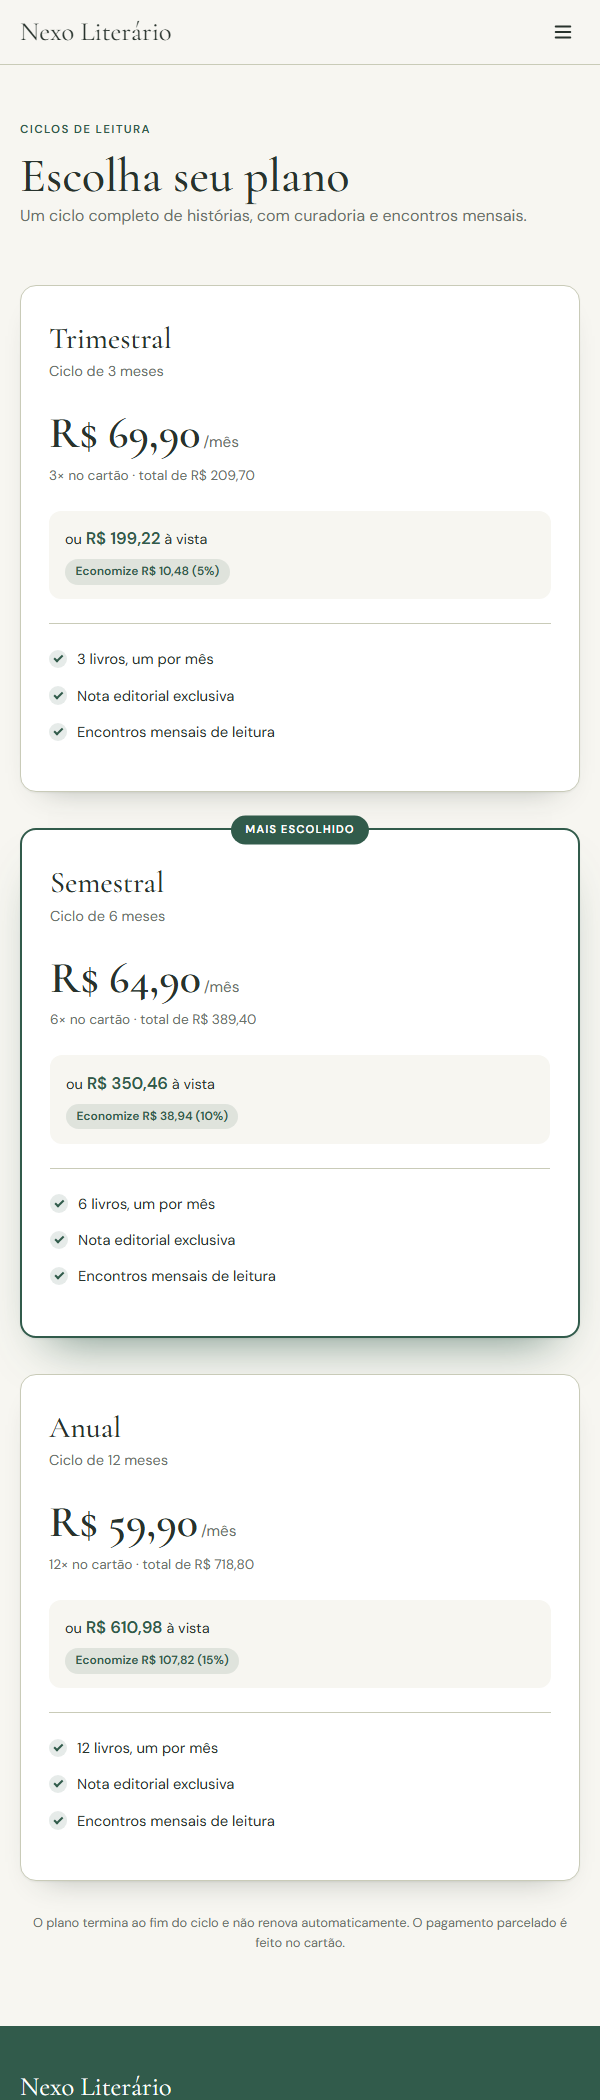 Nexo Literário
CICLOS DE LEITURA
Escolha seu plano
Um ciclo completo de histórias, com curadoria e encontros mensais.
Trimestral
Ciclo de 3 meses
R$ 69,90 /mês
3× no cartão · total de R$ 209,70
ou R$ 199,22 à vista
Economize R$ 10,48 (5%)
3 livros, um por mês
Nota editorial exclusiva
Encontros mensais de leitura
MAIS ESCOLHIDO
Semestral
Ciclo de 6 meses
R$ 64,90 /mês
6× no cartão · total de R$ 389,40
ou R$ 350,46 à vista
Economize R$ 38,94 (10%)
6 livros, um por mês
Nota editorial exclusiva
Encontros mensais de leitura
Anual
Ciclo de 12 meses
R$ 59,90 /mês
12× no cartão · total de R$ 718,80
ou R$ 610,98 à vista
Economize R$ 107,82 (15%)
12 livros, um por mês
Nota editorial exclusiva
Encontros mensais de leitura
O plano termina ao fim do ciclo e não renova automaticamente. O pagamento parcelado é
feito no cartão.
Nexo Literário